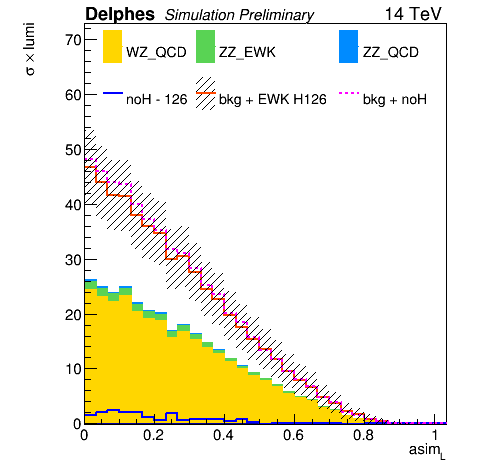 Delphes Simulation Preliminary 14 TeV
σ × lumi
WZ_QCD ZZ_EWK ZZ_QCD
noH - 126 bkg + EWK H126 bkg + noH
70
60
50
40
30
20
10
0
0 0.2 0.4 0.6 0.8 1
asim_L